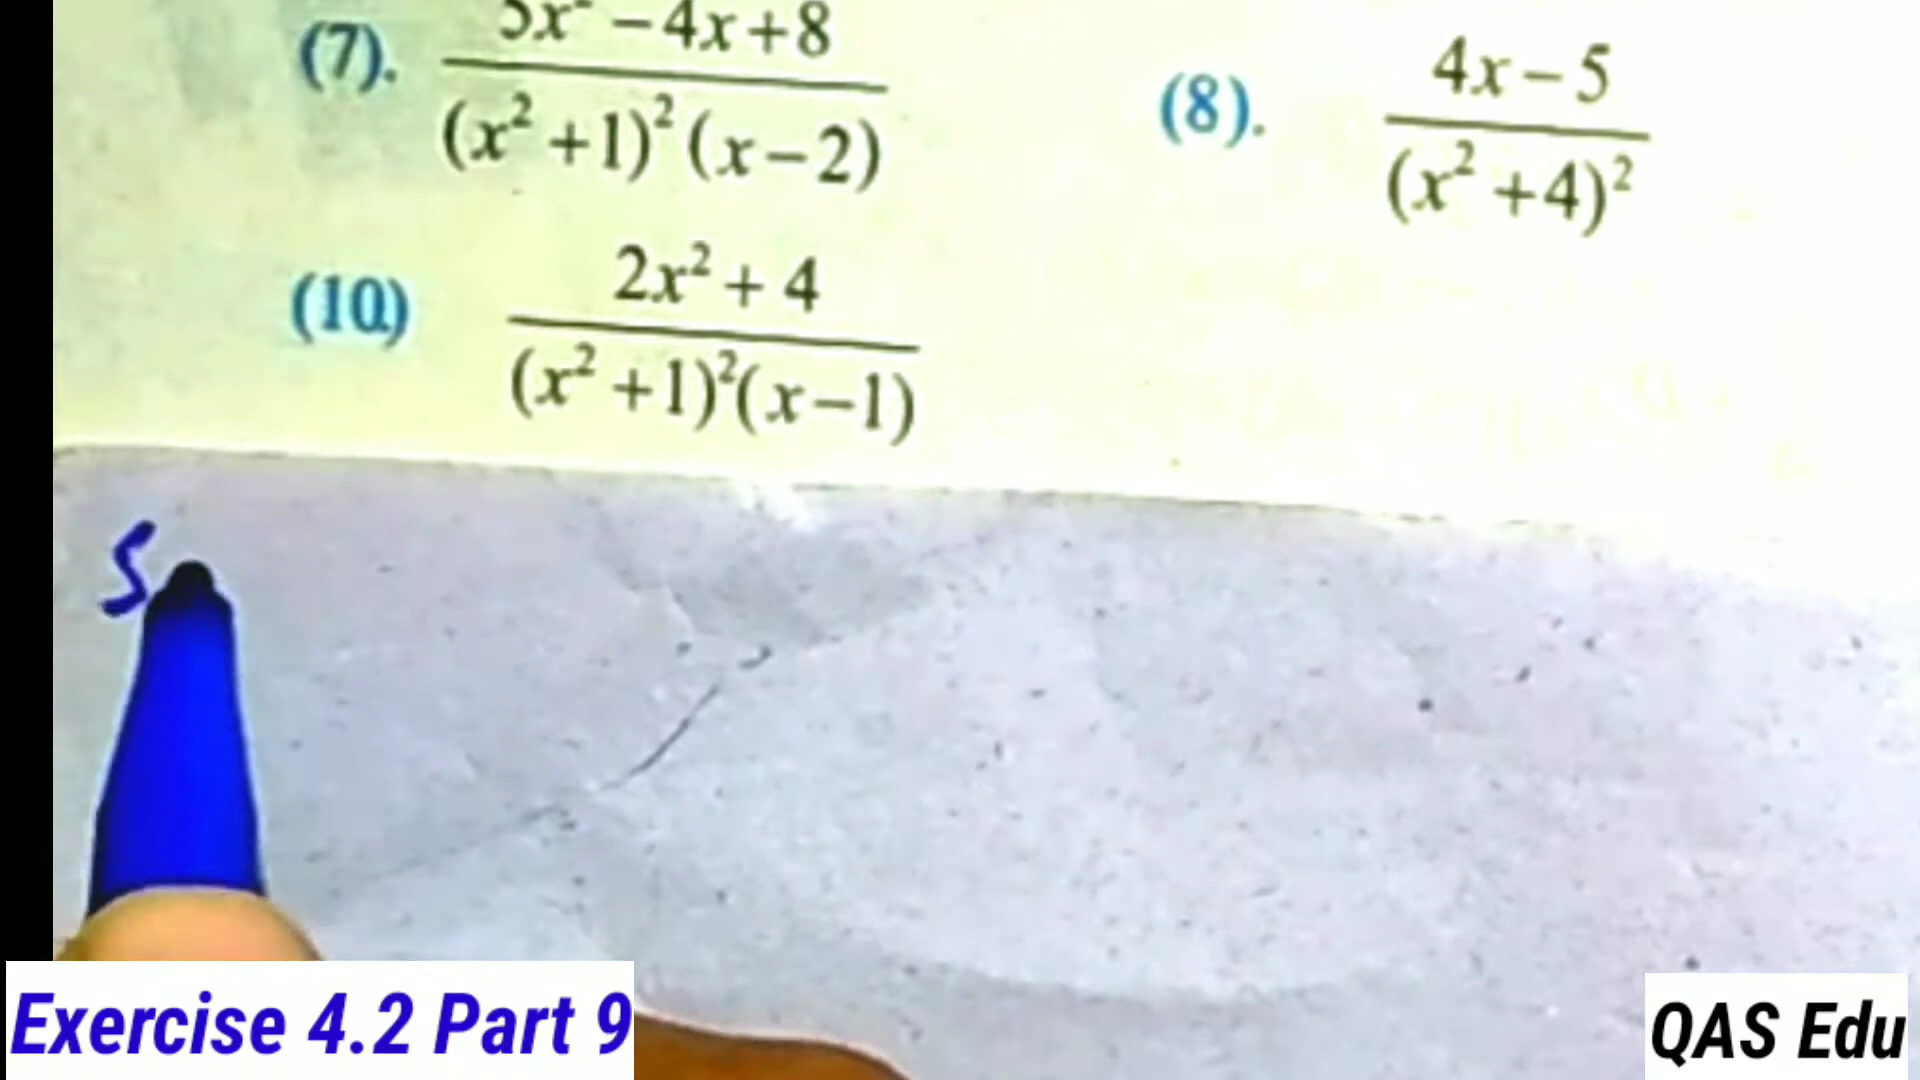 (7). 5x² − 4x + 8 / (x² + 1)² (x − 2)
(8). 4x − 5 / (x² + 4)²
(10) 2x² + 4 / (x² + 1)² (x − 1)
S
Exercise 4.2 Part 9
QAS Edu